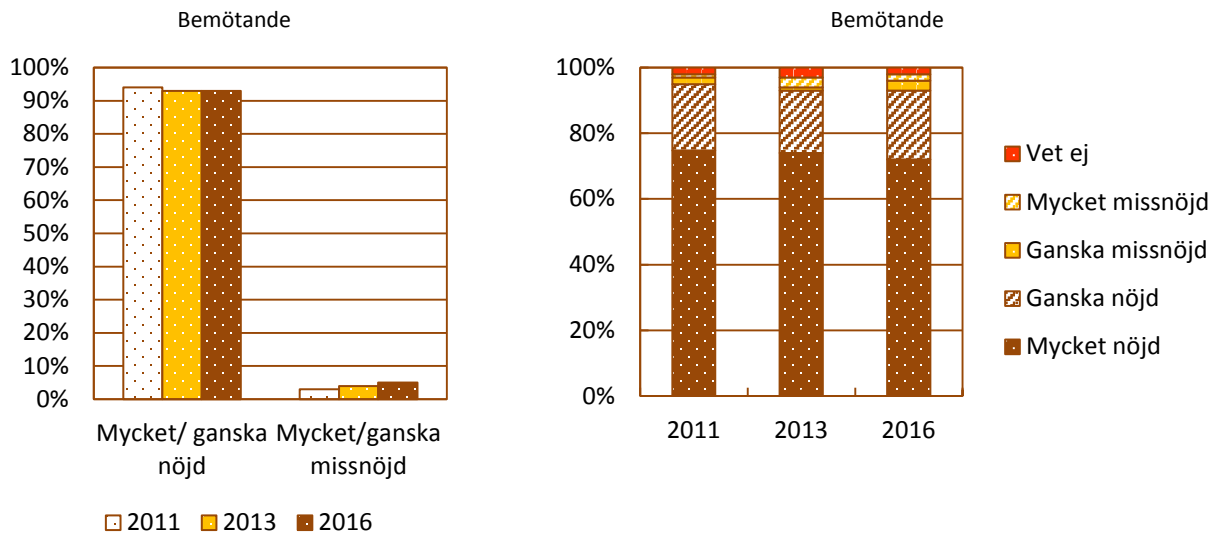 Bemötande
100%
90%
80%
70%
60%
50%
40%
30%
20%
10%
0%
Mycket/ ganska nöjd
Mycket/ganska missnöjd
2011 2013 2016
Bemötande
100%
80%
60%
40%
20%
0%
2011 2013 2016
Vet ej
Mycket missnöjd
Ganska missnöjd
Ganska nöjd
Mycket nöjd